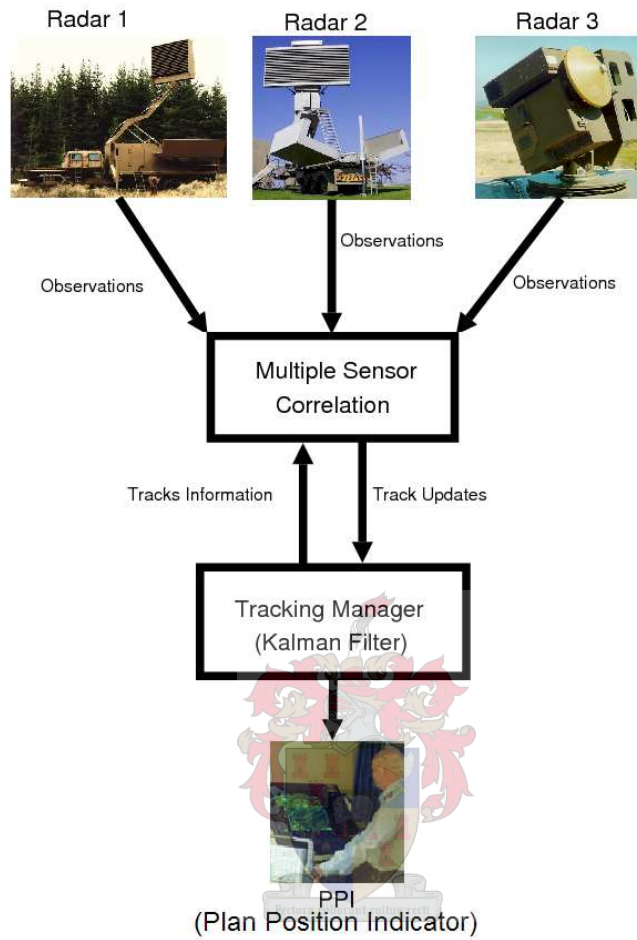 Radar 1
Radar 2
Radar 3
Observations
Observations
Observations
Multiple Sensor
Correlation
Tracks Information
Track Updates
Tracking Manager
(Kalman Filter)
PPI
(Plan Position Indicator)